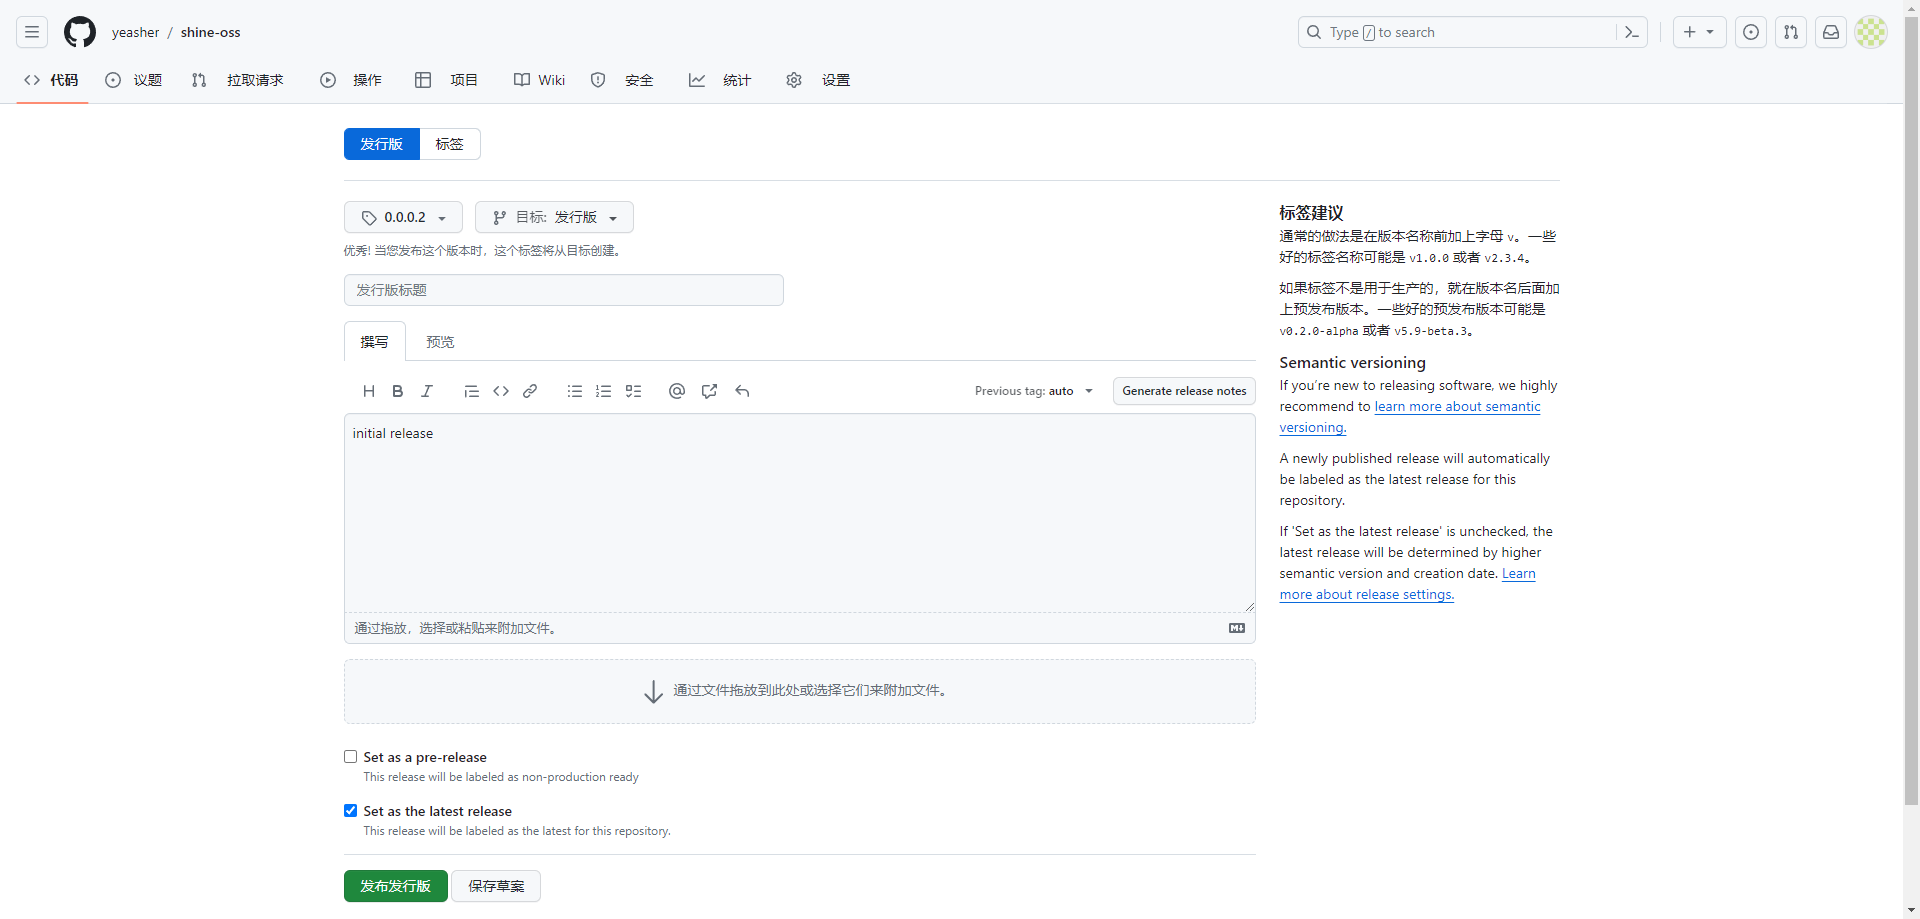 yeasher / shine-oss
Type / to search
代码 议题 拉取请求 操作 项目 Wiki 安全 统计 设置
发行版 标签
0.0.0.2 目标: 发行版
优秀! 当您发布这个版本时，这个标签将从目标创建。
发行版标题
撰写 预览
Previous tag: auto Generate release notes
initial release
通过拖放，选择或粘贴来附加文件。
通过文件拖放到此处或选择它们来附加文件。
Set as a pre-release
This release will be labeled as non-production ready
Set as the latest release
This release will be labeled as the latest for this repository.
发布发行版 保存草案
标签建议
通常的做法是在版本名称前加上字母 v。一些
好的标签名称可能是 v1.0.0 或者 v2.3.4。
如果标签不是用于生产的，就在版本名后面加
上预发布版本。一些好的预发布版本可能是
v0.2.0-alpha 或者 v5.9-beta.3。
Semantic versioning
If you’re new to releasing software, we highly
recommend to learn more about semantic
versioning.
A newly published release will automatically
be labeled as the latest release for this
repository.
If 'Set as the latest release' is unchecked, the
latest release will be determined by higher
semantic version and creation date. Learn
more about release settings.